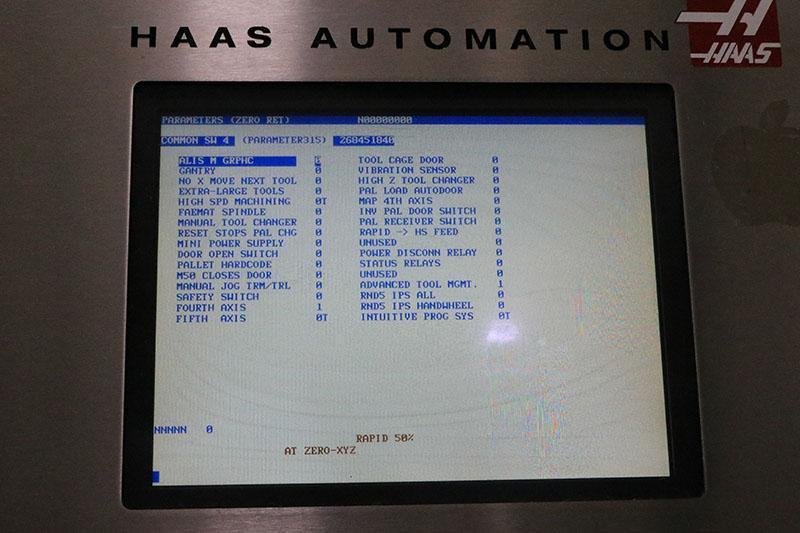 HAAS AUTOMATION
HAAS
PARAMETERS (ZERO RET) N00000000
COMMON SW 4 (PARAMETER315) 268451840
ALIS M GRPHC
GANTRY 0
NO X MOVE NEXT TOOL 0
EXTRA-LARGE TOOLS 0
HIGH SPD MACHINING 0T
FAEMAT SPINDLE 0
MANUAL TOOL CHANGER 0
RESET STOPS PAL CHG 0
MINI POWER SUPPLY 0
DOOR OPEN SWITCH 0
PALLET HARDCODE 0
M50 CLOSES DOOR 0
MANUAL JOG TRM/TRL 0
SAFETY SWITCH 0
FOURTH AXIS 1
FIFTH AXIS 0T
TOOL CAGE DOOR 0
VIBRATION SENSOR 0
HIGH Z TOOL CHANGER 0
PAL LOAD AUTODOOR 0
MAP 4TH AXIS 0
INV PAL DOOR SWITCH 0
PAL RECEIVER SWITCH 0
RAPID -> HS FEED 0
UNUSED 0
POWER DISCONN RELAY 0
STATUS RELAYS 0
UNUSED 0
ADVANCED TOOL MGMT. 1
RND5 IPS ALL 0
RND5 IPS HANDWHEEL 0
INTUITIVE PROG SYS 0T
NNNNN 0
RAPID 50%
AT ZERO-XYZ